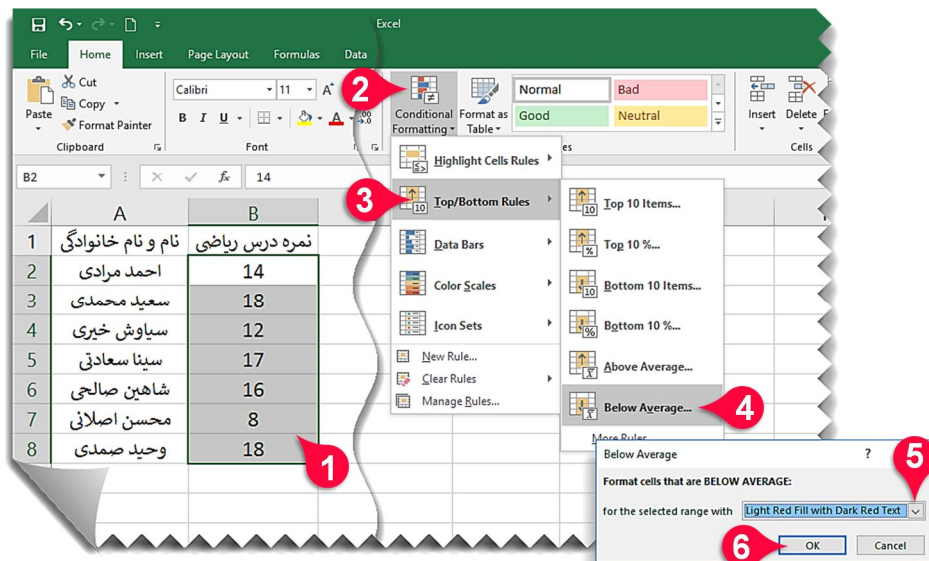 Excel
File Home Insert Page Layout Formulas Data
Cut
Copy
Format Painter
Paste
Clipboard
Calibri 11 A
B I U A
Font
.00
→.0
Conditional Formatting
Format as Table
Normal Bad
Good Neutral
es
Insert Delete F
Cells
B2 fx 14
A B
1 نام و نام خانوادگی نمره درس ریاضی
2 احمد مرادی 14
3 سعید محمدی 18
4 سیاوش خیری 12
5 سینا سعادتی 17
6 شاهین صالحی 16
7 محسن اصلانی 8
8 وحید صمدی 18
1
2
3
Highlight Cells Rules
Top/Bottom Rules
Data Bars
Color Scales
Icon Sets
New Rule...
Clear Rules
Manage Rules...
Top 10 Items...
Top 10 %...
Bottom 10 Items...
Bottom 10 %...
Above Average...
Below Average...
More Rules
4
Below Average ?
5
Format cells that are BELOW AVERAGE:
for the selected range with Light Red Fill with Dark Red Text
6
OK Cancel